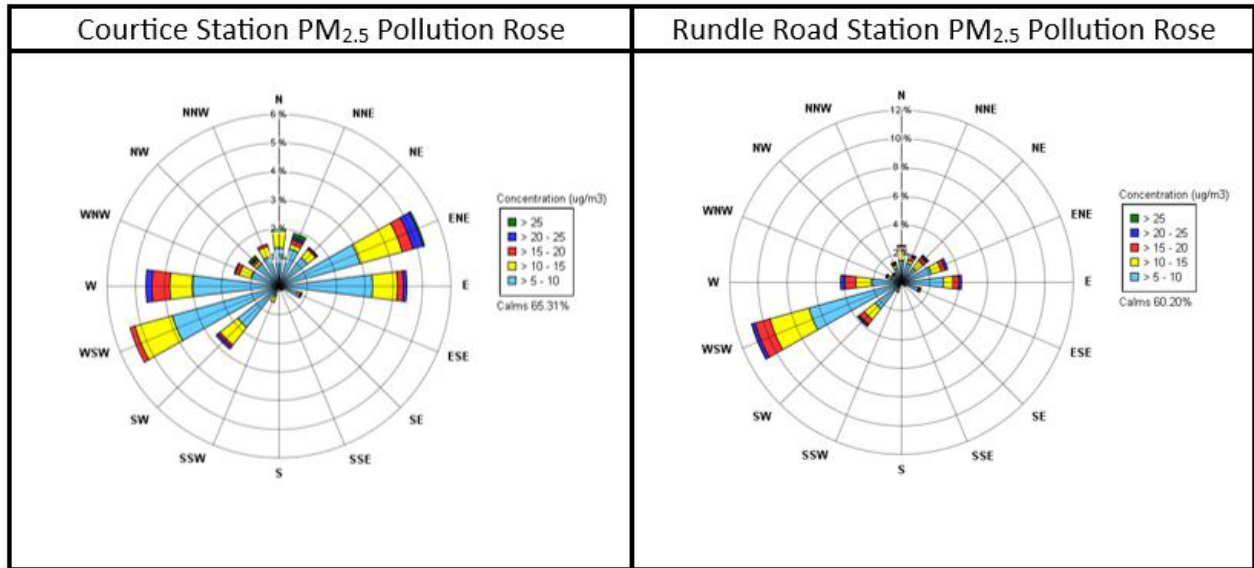 Courtice Station PM2.5 Pollution Rose
N
NNE
NE
ENE
E
ESE
SE
SSE
S
SSW
SW
WSW
W
WNW
NW
NNW
6 %
5 %
4 %
3 %
2 %
Concentration (ug/m3)
> 25
> 20 - 25
> 15 - 20
> 10 - 15
> 5 - 10
Calms 65.31%
Rundle Road Station PM2.5 Pollution Rose
N
NNE
NE
ENE
E
ESE
SE
SSE
S
SSW
SW
WSW
W
WNW
NW
NNW
12 %
10 %
8 %
6 %
4 %
Concentration (ug/m3)
> 25
> 20 - 25
> 15 - 20
> 10 - 15
> 5 - 10
Calms 60.20%